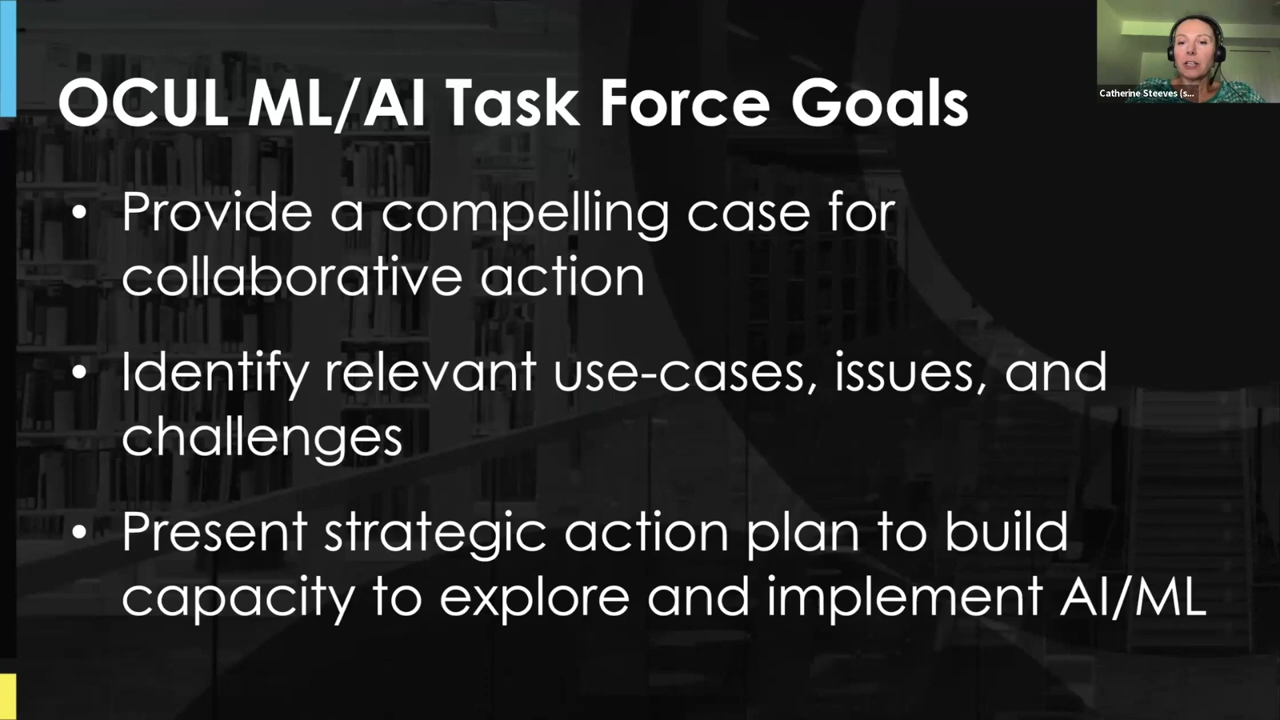 OCUL ML/AI Task Force Goals
• Provide a compelling case for
collaborative action
• Identify relevant use-cases, issues, and
challenges
• Present strategic action plan to build
capacity to explore and implement AI/ML
Catherine Steeves (s...